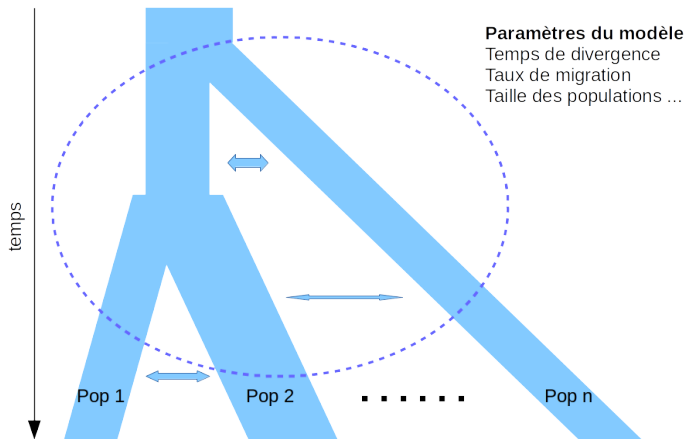 Paramètres du modèle
Temps de divergence
Taux de migration
Taille des populations ...
temps
Pop 1
Pop 2
Pop n